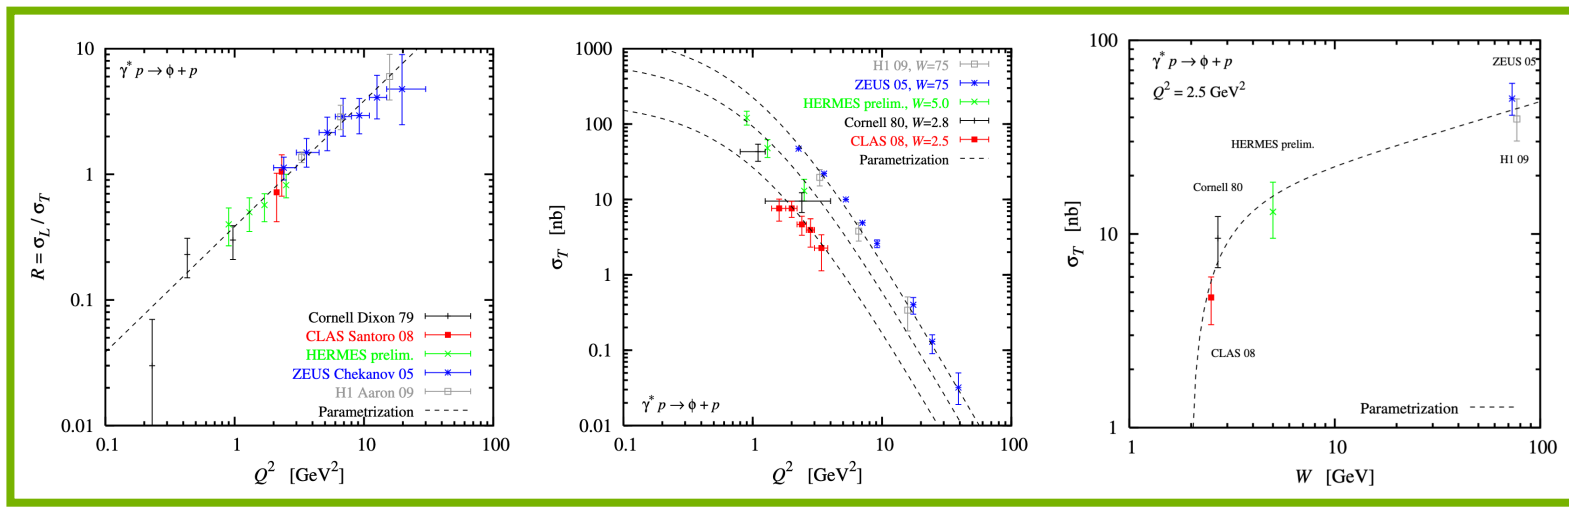 γ* p → ϕ + p
R = σL / σT
10
1
0.1
0.01
Cornell Dixon 79
CLAS Santoro 08
HERMES prelim.
ZEUS Chekanov 05
H1 Aaron 09
Parametrization
0.1 1 10 100
Q² [GeV²]
σT [nb]
1000
100
10
1
0.1
0.01
H1 09, W=75
ZEUS 05, W=75
HERMES prelim., W=5.0
Cornell 80, W=2.8
CLAS 08, W=2.5
Parametrization
γ* p → ϕ + p
0.1 1 10 100
Q² [GeV²]
σT [nb]
100
10
1
γ* p → ϕ + p
Q² = 2.5 GeV²
ZEUS 05
HERMES prelim.
H1 09
Cornell 80
CLAS 08
Parametrization
1 10 100
W [GeV]